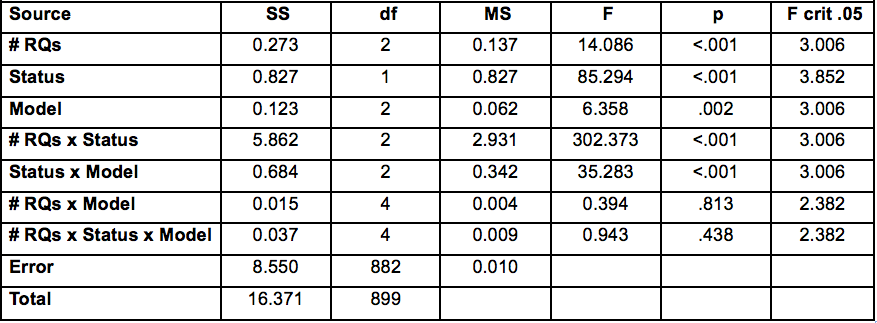 Source SS df MS F p F crit .05
# RQs 0.273 2 0.137 14.086 <.001 3.006
Status 0.827 1 0.827 85.294 <.001 3.852
Model 0.123 2 0.062 6.358 .002 3.006
# RQs x Status 5.862 2 2.931 302.373 <.001 3.006
Status x Model 0.684 2 0.342 35.283 <.001 3.006
# RQs x Model 0.015 4 0.004 0.394 .813 2.382
# RQs x Status x Model 0.037 4 0.009 0.943 .438 2.382
Error 8.550 882 0.010
Total 16.371 899